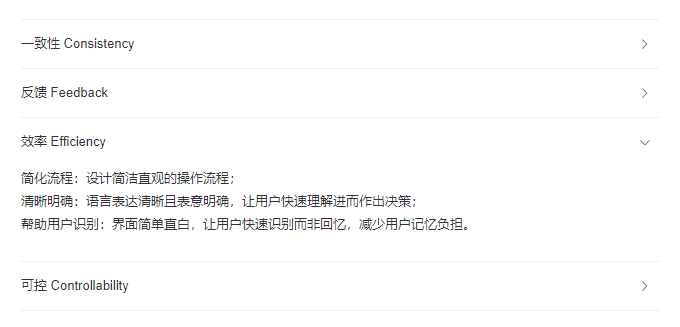 一致性 Consistency
反馈 Feedback
效率 Efficiency
简化流程：设计简洁直观的操作流程；
清晰明确：语言表达清晰且表意明确，让用户快速理解进而作出决策；
帮助用户识别：界面简单直白，让用户快速识别而非回忆，减少用户记忆负担。
可控 Controllability